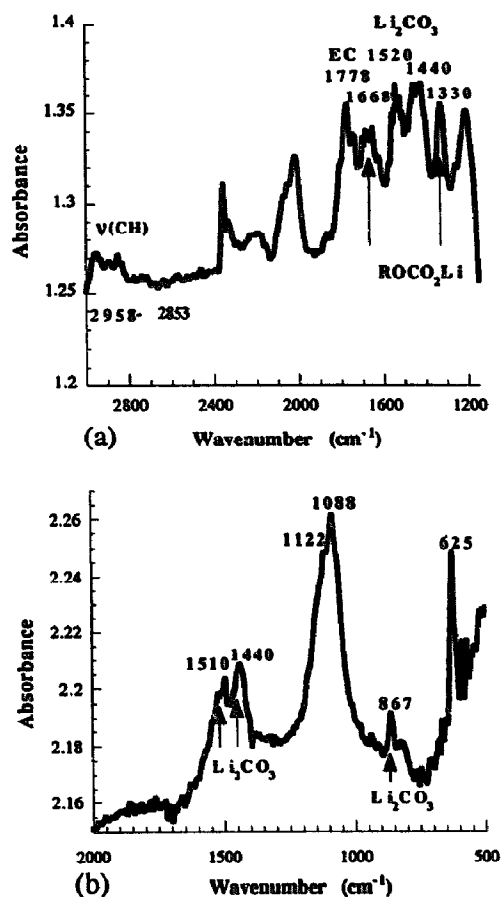 Li₂CO₃
EC 1520
1778 1440
1668 1330
1.4
1.35
1.3
1.25
1.2
Absorbance
ν(CH)
2958- 2853
ROCO₂Li
2800 2400 2000 1600 1200
(a) Wavenumber (cm⁻¹)
1088
1122 625
2.26
2.24
2.22
2.2
2.18
2.16
Absorbance
1510 1440
867
Li₂CO₃
Li₂CO₃
2000 1500 1000 500
(b) Wavenumber (cm⁻¹)